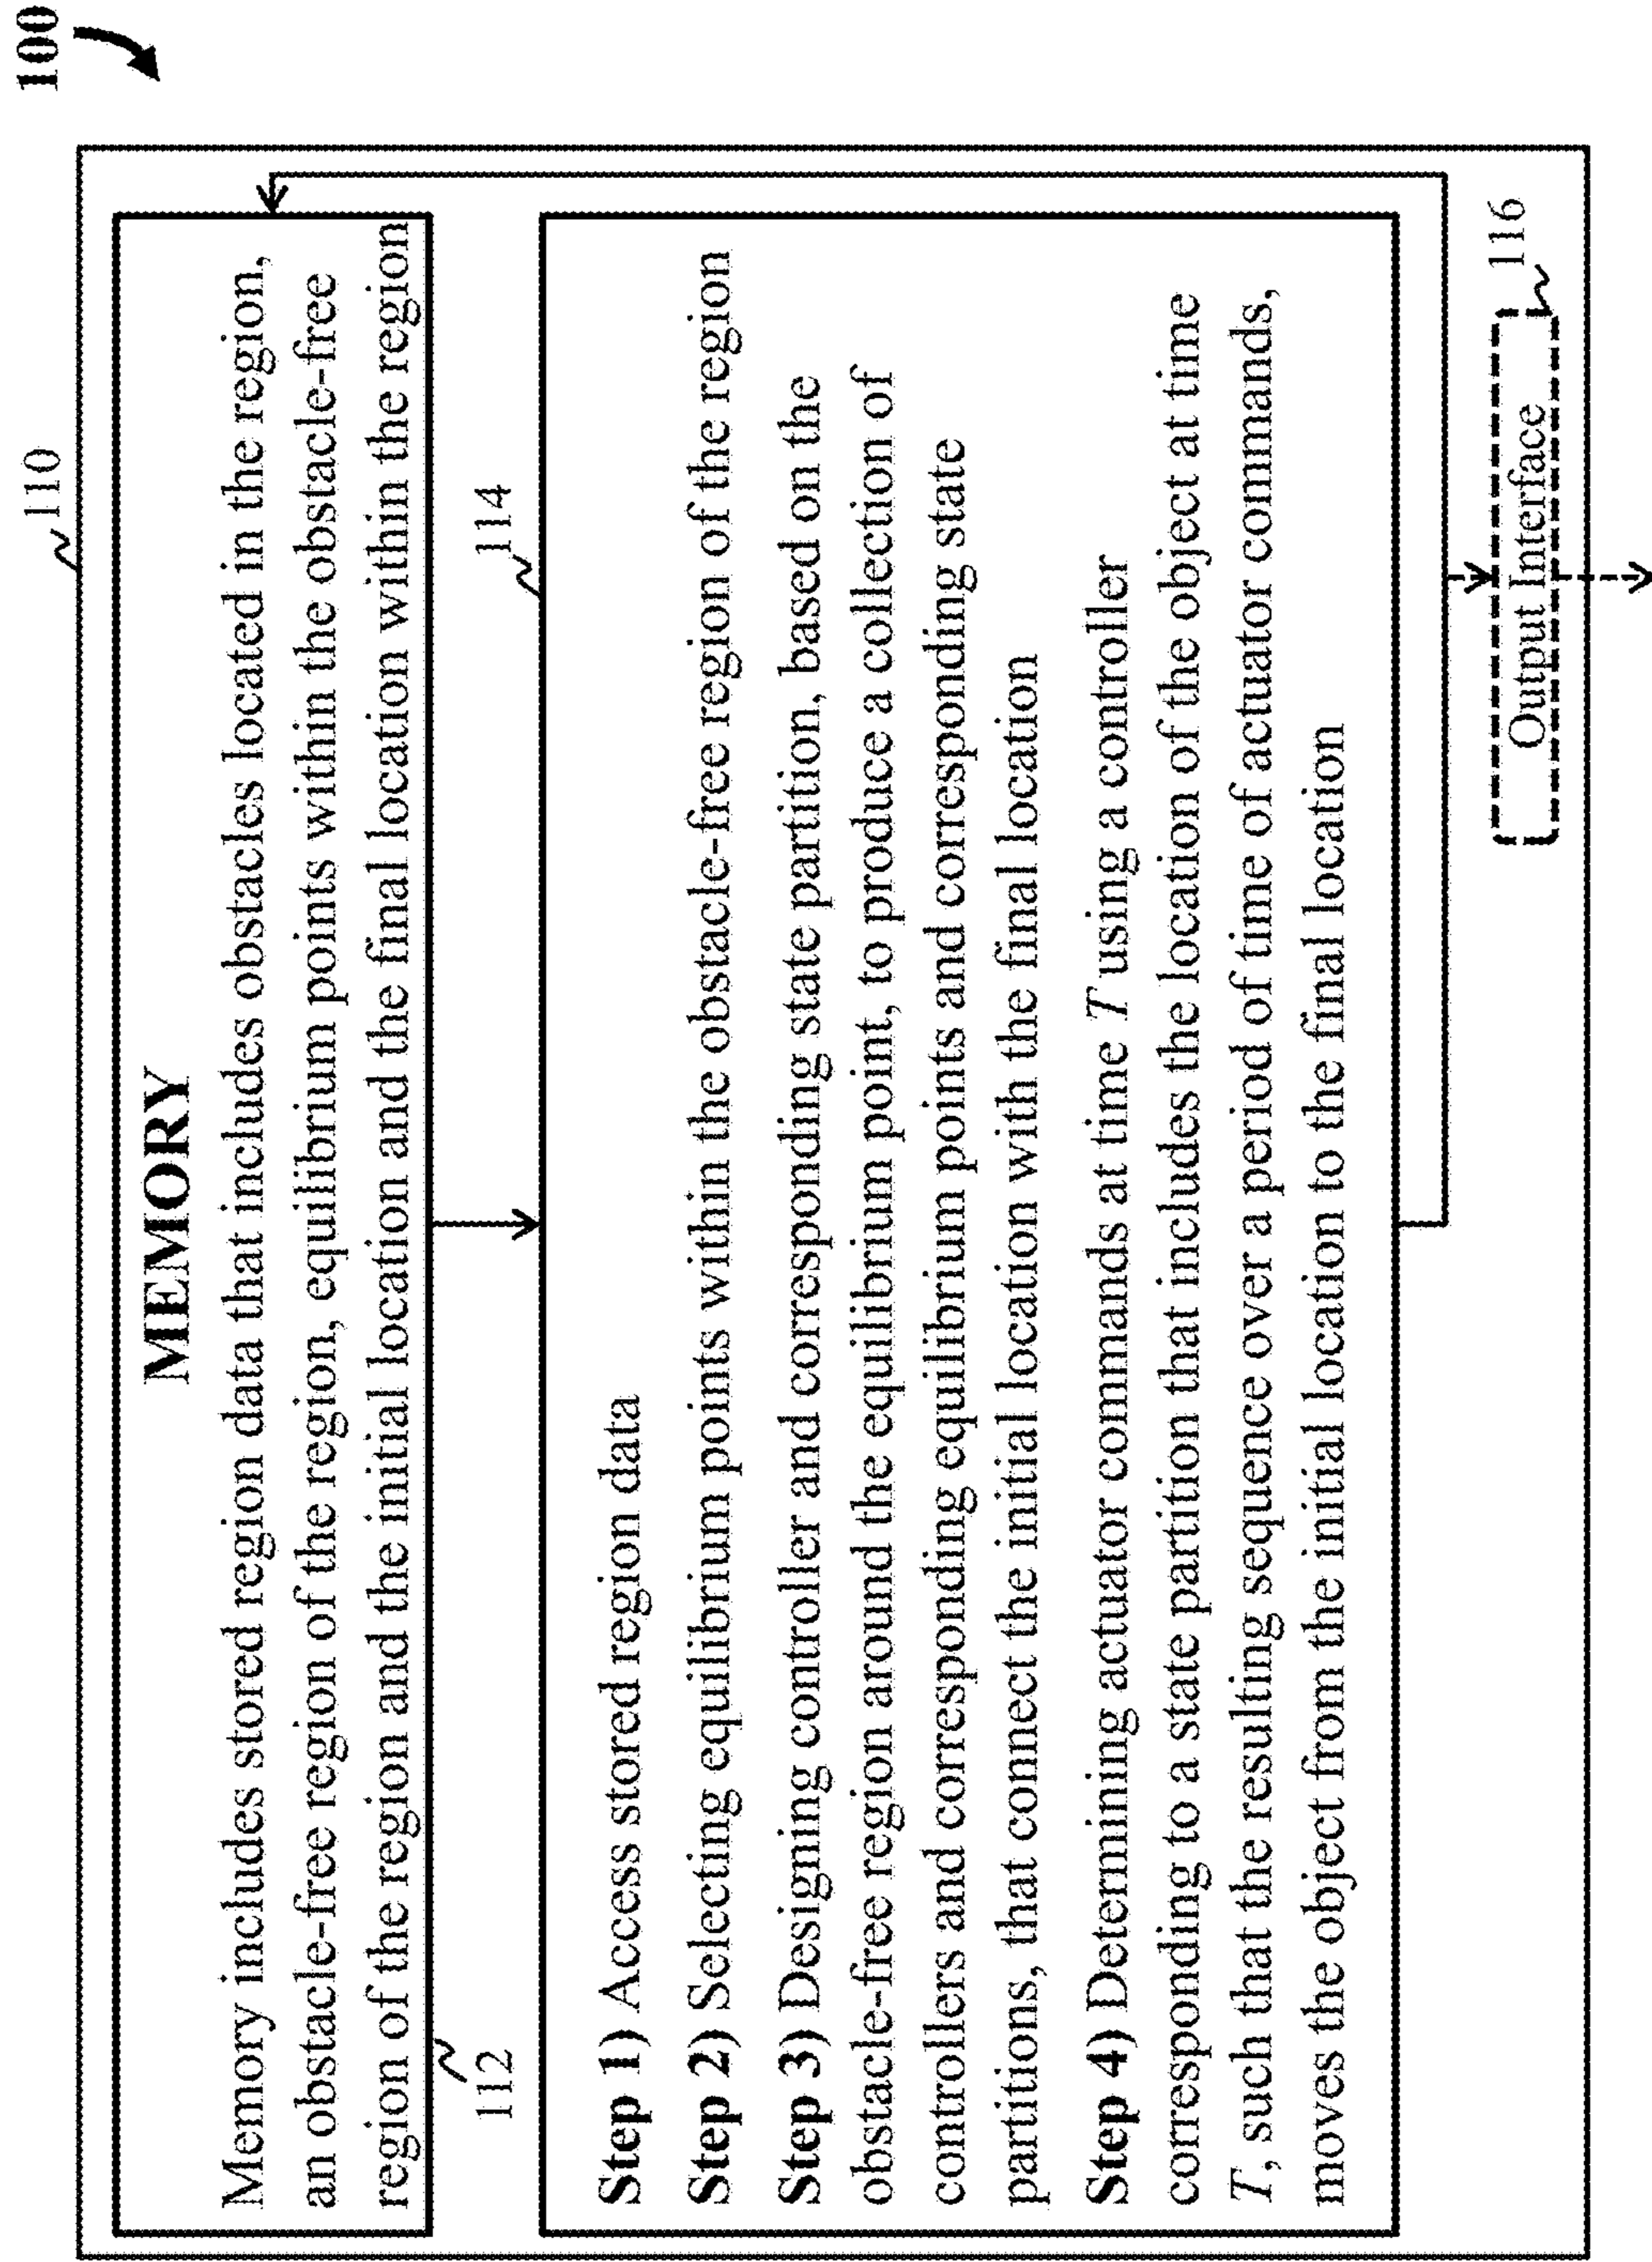 100
110
MEMORY
Memory includes stored region data that includes obstacles located in the region,
an obstacle-free region of the region, equilibrium points within the obstacle-free
region of the region and the initial location and the final location within the region
112
114
Step 1) Access stored region data
Step 2) Selecting equilibrium points within the obstacle-free region of the region
Step 3) Designing controller and corresponding state partition, based on the
obstacle-free region around the equilibrium point, to produce a collection of
controllers and corresponding equilibrium points and corresponding state
partitions, that connect the initial location with the final location
Step 4) Determining actuator commands at time T using a controller
corresponding to a state partition that includes the location of the object at time
T, such that the resulting sequence over a period of time of actuator commands,
moves the object from the initial location to the final location
116
Output Interface